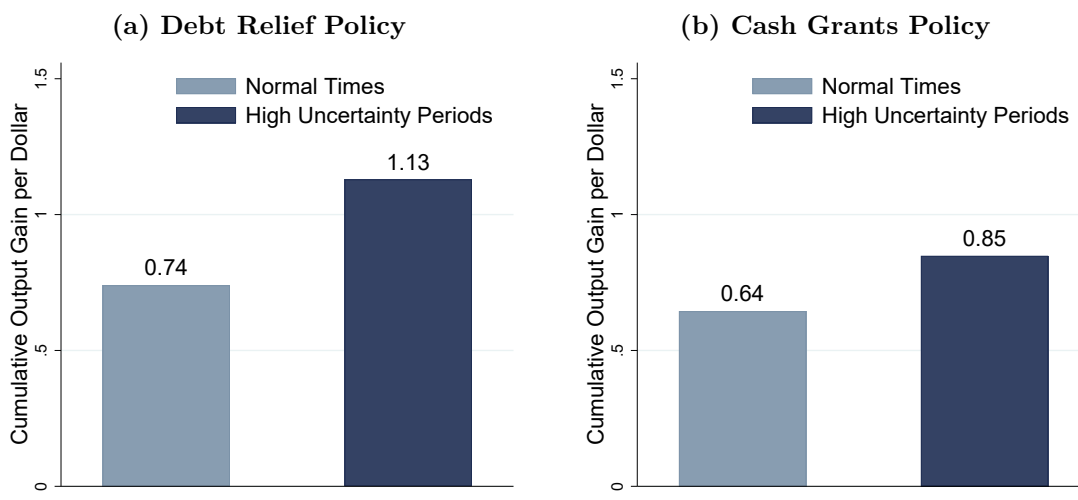 (a) Debt Relief Policy
Cumulative Output Gain per Dollar
1.5
1
.5
0
Normal Times
High Uncertainty Periods
0.74
1.13
(b) Cash Grants Policy
Cumulative Output Gain per Dollar
1.5
1
.5
0
Normal Times
High Uncertainty Periods
0.64
0.85